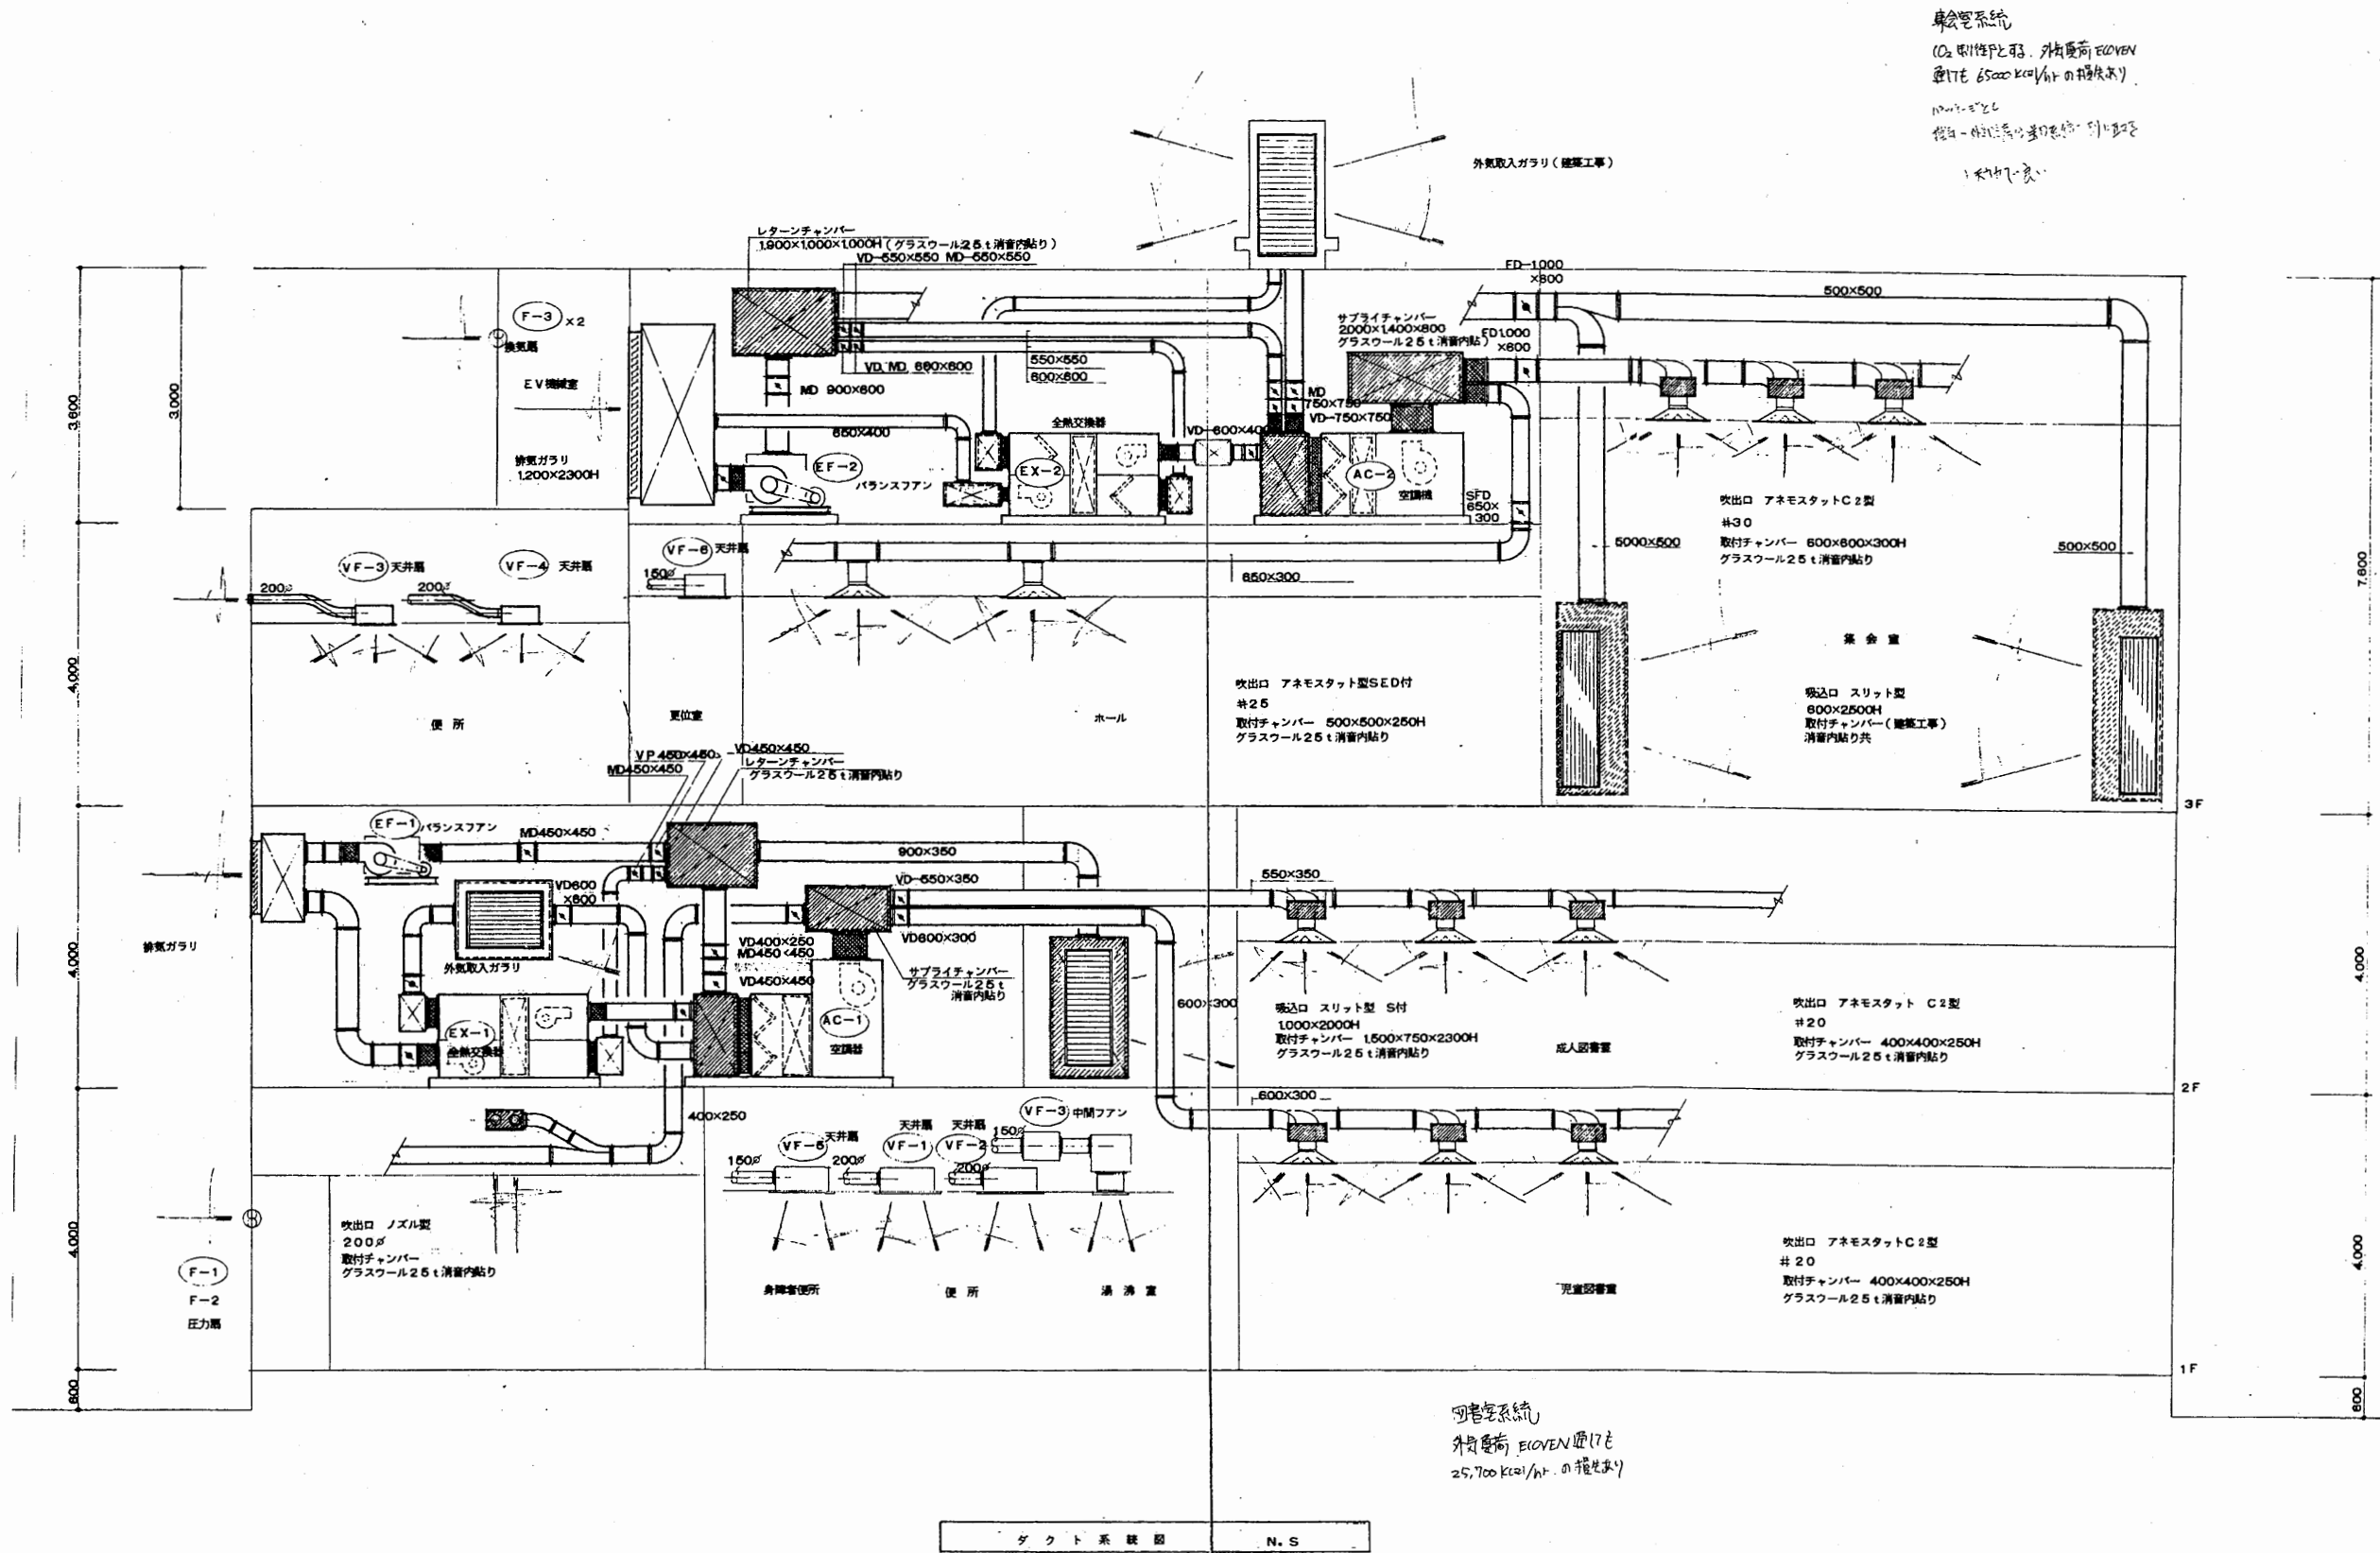 集会室系統
CO₂制御とする. 外気負荷 ECOVEN
通しても 65000 kcal/hr の損失あり
外気取入ガラリ(建築工事)
レターンチャンバー
1,900×1,000×1,000H(グラスウール25.t消音内貼り)
VD-550×550 MD-550×550
FD-1000
×600
500×500
F-3 ×2
換気扇
サプライチャンバー
2000×1,400×800
グラスウール25t消音内貼)
FD1,000
×600
550×550
600×600
VD, MD 600×600
EV機械室
MD 900×600
MD
750×750
VD-750×750
全熱交換器
VD-600×400
650×400
排気ガラリ
1,200×2300H
EF-2
バランスファン
EX-2
AC-2
空調機
SFD
650×
300
吹出口 アネモスタットC2型
#30
取付チャンバー 600×600×300H
グラスウール25t消音内貼り
5000×500
500×500
VF-3 天井扇
VF-4 天井扇
VF-6 天井扇
200φ
200φ
150φ
650×300
集会室
吹出口 アネモスタット型SED付
#25
取付チャンバー 500×500×250H
グラスウール25t消音内貼り
吸込口 スリット型
600×2500H
取付チャンバー(建築工事)
消音内貼り共
便所
更位室
ホール
VP 450×450
VD450×450
MD450×450
レターンチャンバー
グラスウール25t消音内貼り
3F
EF-1 バランスファン
MD450×450
900×350
VD-550×350
550×350
VD600
×600
VD600×300
排気ガラリ
外気取入ガラリ
VD400×250
MD450×450
VD450×450
サプライチャンバー
グラスウール25t
消音内貼り
600×300
EX-1
全熱交換器
AC-1
空調器
吸込口 スリット型 S付
1,000×2000H
取付チャンバー 1,500×750×2300H
グラスウール25t消音内貼り
成人図書室
吹出口 アネモスタット C2型
#20
取付チャンバー 400×400×250H
グラスウール25t消音内貼り
2F
400×250
600×300
VF-5 天井扇
天井扇
VF-1
天井扇
VF-2
VF-3 中間フアン
150φ
200φ
200φ
150φ
吹出口 ノズル型
200φ
取付チャンバー
グラスウール25t消音内貼り
F-1
F-2
圧力扇
身障者便所
便所
湯沸室
児童図書室
吹出口 アネモスタットC2型
#20
取付チャンバー 400×400×250H
グラスウール25t消音内貼り
1F
3,600
3,000
4,000
4,000
4,000
600
7,600
4,000
4,000
600
図書室系統
外気負荷 ECOVEN 通しても
25,700 kcal/hr. の損失あり
ダクト系統図 N.S